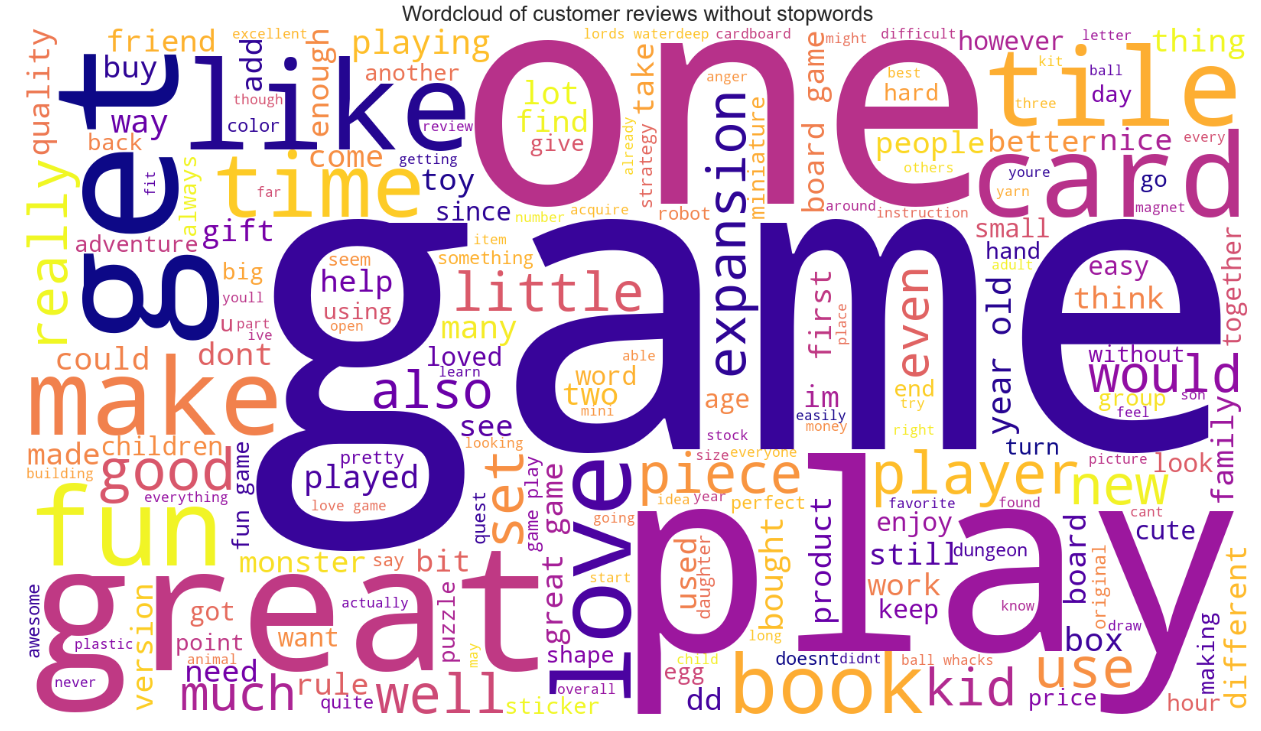 Wordcloud of customer reviews without stopwords
quality
friend
excellent
buy
add
enough
playing
lords waterdeep
cardboard
might
difficult
however
letter
thing
get
like
another
though
color
way
back
review
one
lot
find
give
take
anger
already
strategy
miniature
board game
best
hard
kit
ball
three
day
tile
people
better
nice
every
others
youre
yarn
go
magnet
card
really
always
fit
time
come
far
getting
toy
since
number
acquire
robot
expansion
around
instruction
small
hand
adult
adventure
gift
big
youll
u
part
ive
could
dont
seem
help
using
open
item
something
little
many
loved
learn
also
game
able
word
two
mini
first
place
even
im
easily
money
age
stock
end
try
right
year old
easy
think
without
would
together
group
son
feel
familyd
turn
make
see
looking
made
children
building
good
everything
fun game
pretty
played
love game
quest
set
game play
great game
love
going
size
everyone
piece
idea
year
perfect
player
favorite
found
new
picture
look
cant
cute
fun
monster
say
bit
start
used
daughter
bought
long
product
enjoy
still
dungeon
work
keep
know
board
original
draw
box
play
making
different
hour
awesome
great
plastic
never
version
got
point
animal
need
want
actually
puzzle
may
much
rule
quite
well
sticker
shape
overall
child
egg
dd
doesnt
didnt
book
ball whacks
kid
use
price